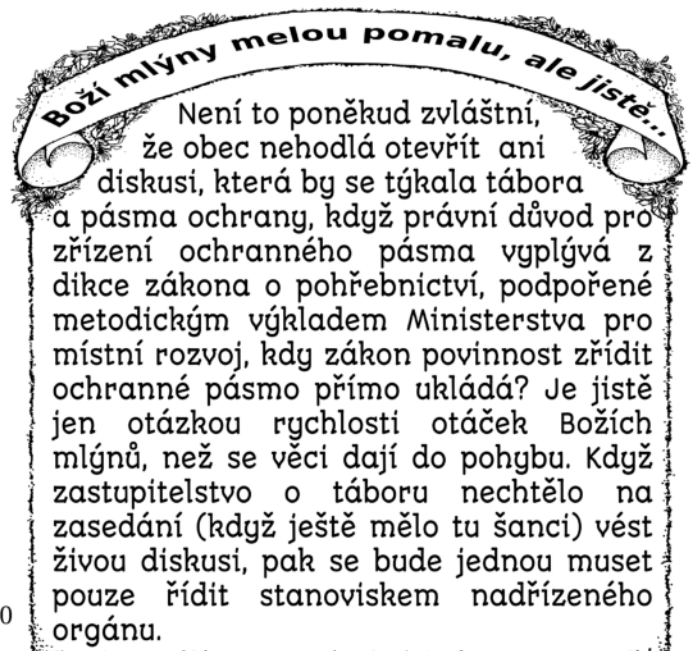 Boží mlýny melou pomalu, ale jistě...
Není to poněkud zvláštní,
že obec nehodlá otevřít ani
diskusi, která by se týkala tábora
a pásma ochrany, když právní důvod pro
zřízení ochranného pásma vyplývá z
dikce zákona o pohřebnictví, podpořené
metodickým výkladem Ministerstva pro
místní rozvoj, kdy zákon povinnost zřídit
ochranné pásmo přímo ukládá? Je jistě
jen otázkou rychlosti otáček Božích
mlýnů, než se věci dají do pohybu. Když
zastupitelstvo o táboru nechtělo na
zasedání (když ještě mělo tu šanci) vést
živou diskusi, pak se bude jednou muset
pouze řídit stanoviskem nadřízeného
0
orgánu.